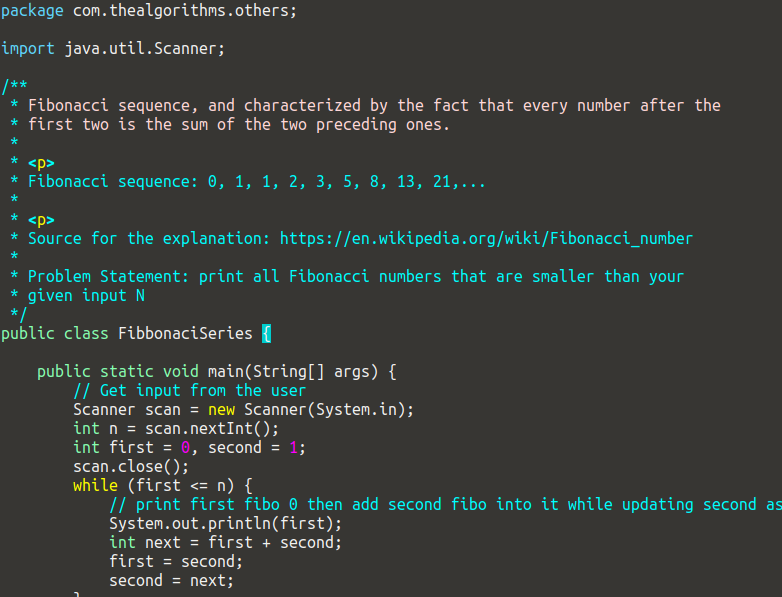 package com.thealgorithms.others;

import java.util.Scanner;

/**
 * Fibonacci sequence, and characterized by the fact that every number after the
 * first two is the sum of the two preceding ones.
 *
 * <p>
 * Fibonacci sequence: 0, 1, 1, 2, 3, 5, 8, 13, 21,...
 *
 * <p>
 * Source for the explanation: https://en.wikipedia.org/wiki/Fibonacci_number
 *
 * Problem Statement: print all Fibonacci numbers that are smaller than your
 * given input N
 */
public class FibbonaciSeries {

    public static void main(String[] args) {
        // Get input from the user
        Scanner scan = new Scanner(System.in);
        int n = scan.nextInt();
        int first = 0, second = 1;
        scan.close();
        while (first <= n) {
            // print first fibo 0 then add second fibo into it while updating second as
            System.out.println(first);
            int next = first + second;
            first = second;
            second = next;
        }